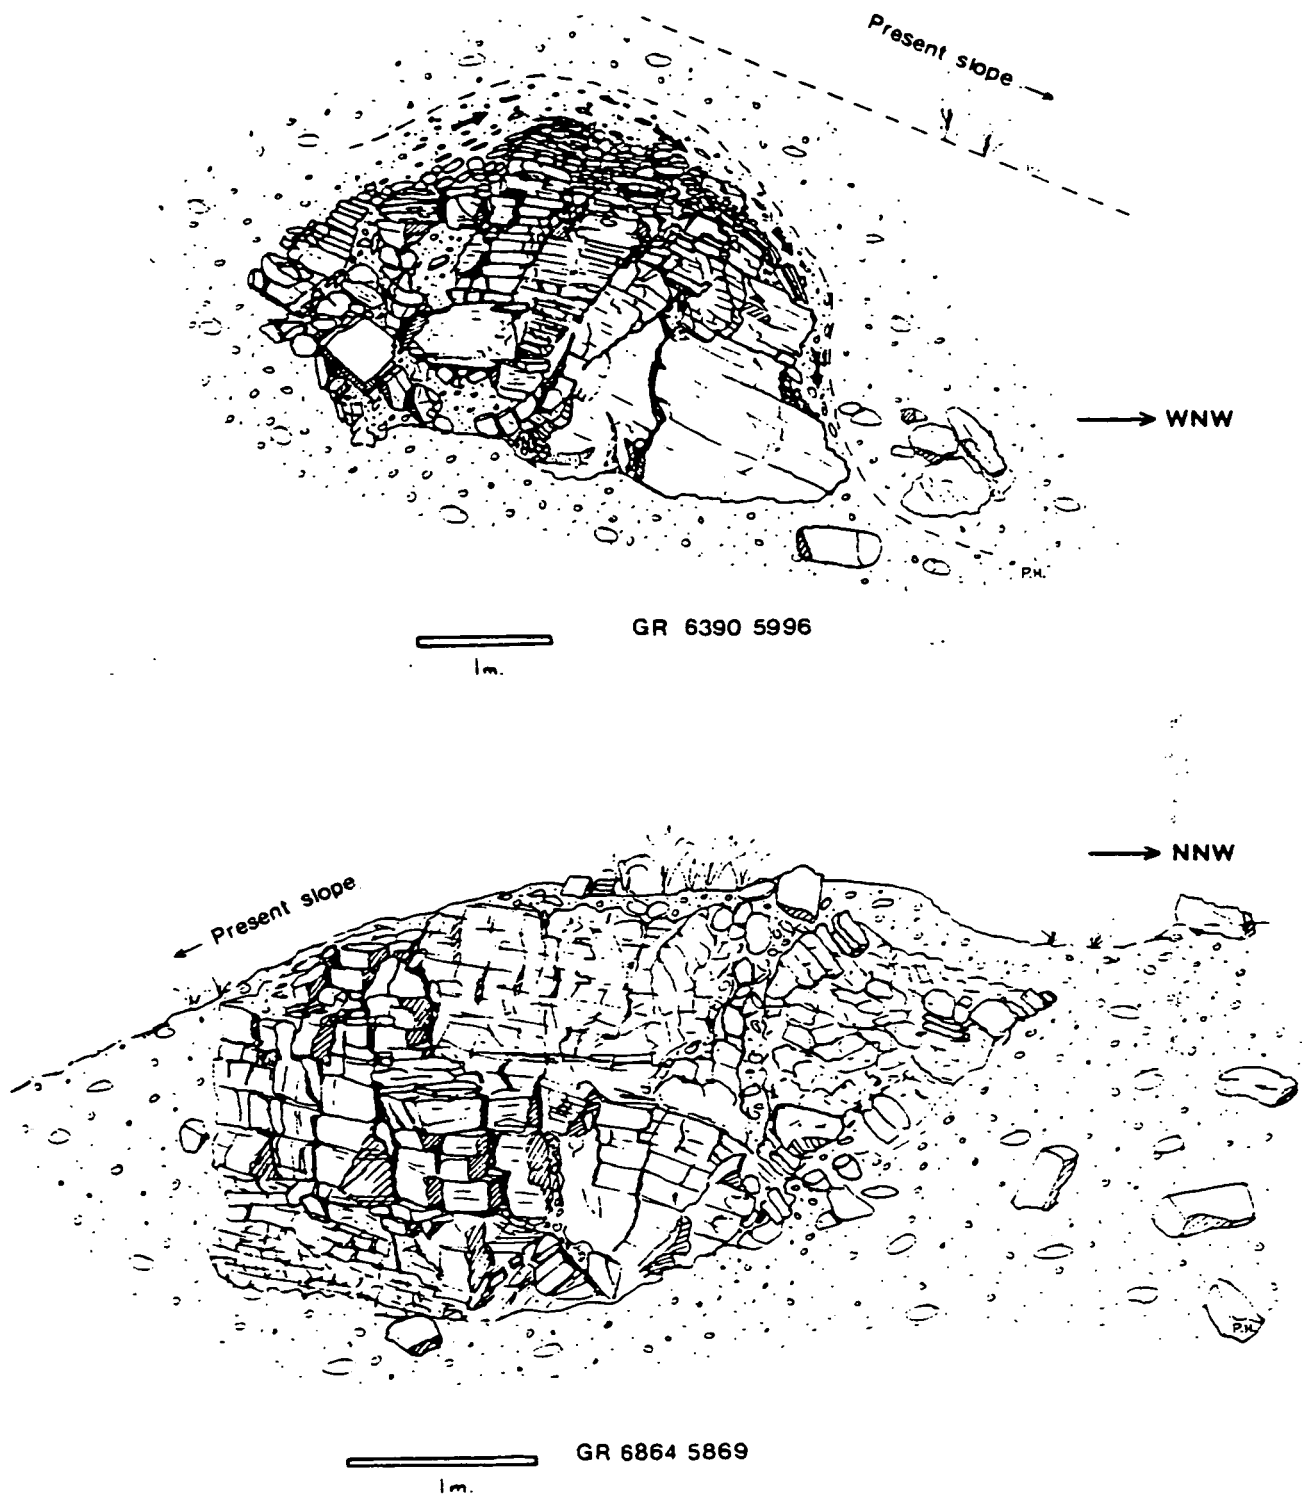 Present slope
WNW
P.H.
GR 6390 5996
1m.
NNW
Present slope
P.H.
GR 6864 5869
1m.